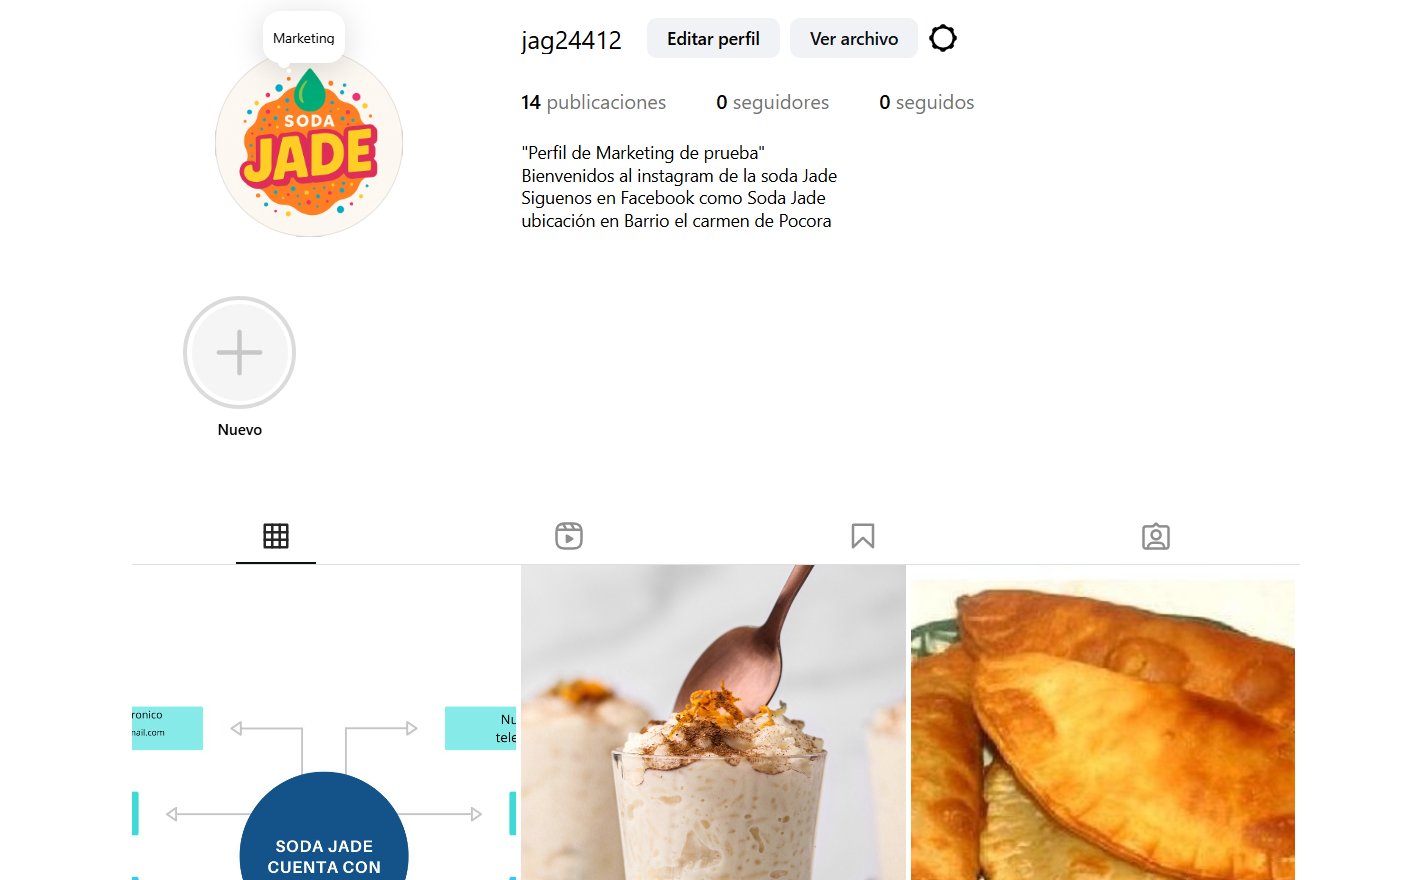 Marketing
jag24412
Editar perfil
Ver archivo
14 publicaciones
0 seguidores
0 seguidos
SODA
JADE
"Perfil de Marketing de prueba"
Bienvenidos al instagram de la soda Jade
Siguenos en Facebook como Soda Jade
ubicación en Barrio el carmen de Pocora
Nuevo
ronico
mail.com
Nu
tele
SODA JADE
CUENTA CON